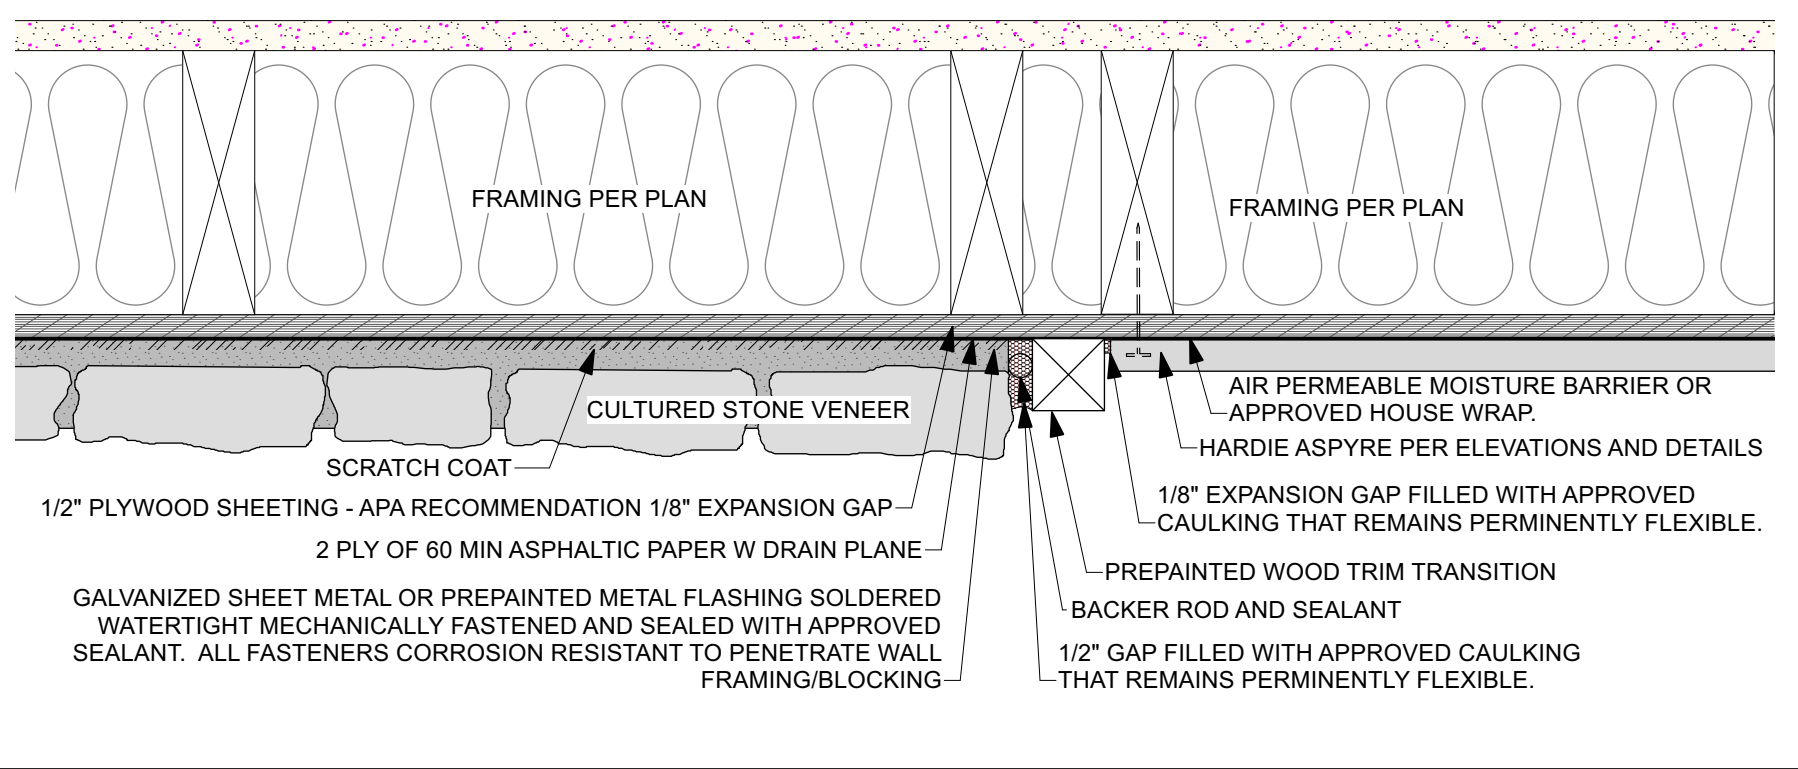 FRAMING PER PLAN
FRAMING PER PLAN
CULTURED STONE VENEER
SCRATCH COAT
1/2" PLYWOOD SHEETING - APA RECOMMENDATION 1/8" EXPANSION GAP
2 PLY OF 60 MIN ASPHALTIC PAPER W DRAIN PLANE
GALVANIZED SHEET METAL OR PREPAINTED METAL FLASHING SOLDERED
WATERTIGHT MECHANICALLY FASTENED AND SEALED WITH APPROVED
SEALANT.  ALL FASTENERS CORROSION RESISTANT TO PENETRATE WALL
FRAMING/BLOCKING
AIR PERMEABLE MOISTURE BARRIER OR
APPROVED HOUSE WRAP.
HARDIE ASPYRE PER ELEVATIONS AND DETAILS
1/8" EXPANSION GAP FILLED WITH APPROVED
CAULKING THAT REMAINS PERMINENTLY FLEXIBLE.
PREPAINTED WOOD TRIM TRANSITION
BACKER ROD AND SEALANT
1/2" GAP FILLED WITH APPROVED CAULKING
THAT REMAINS PERMINENTLY FLEXIBLE.